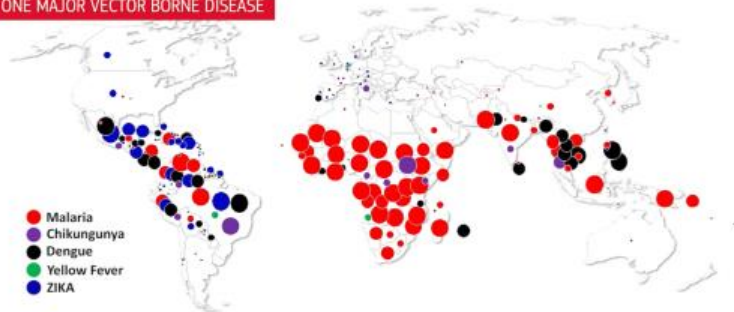 ONE MAJOR VECTOR BORNE DISEASE
Malaria
Chikungunya
Dengue
Yellow Fever
ZIKA